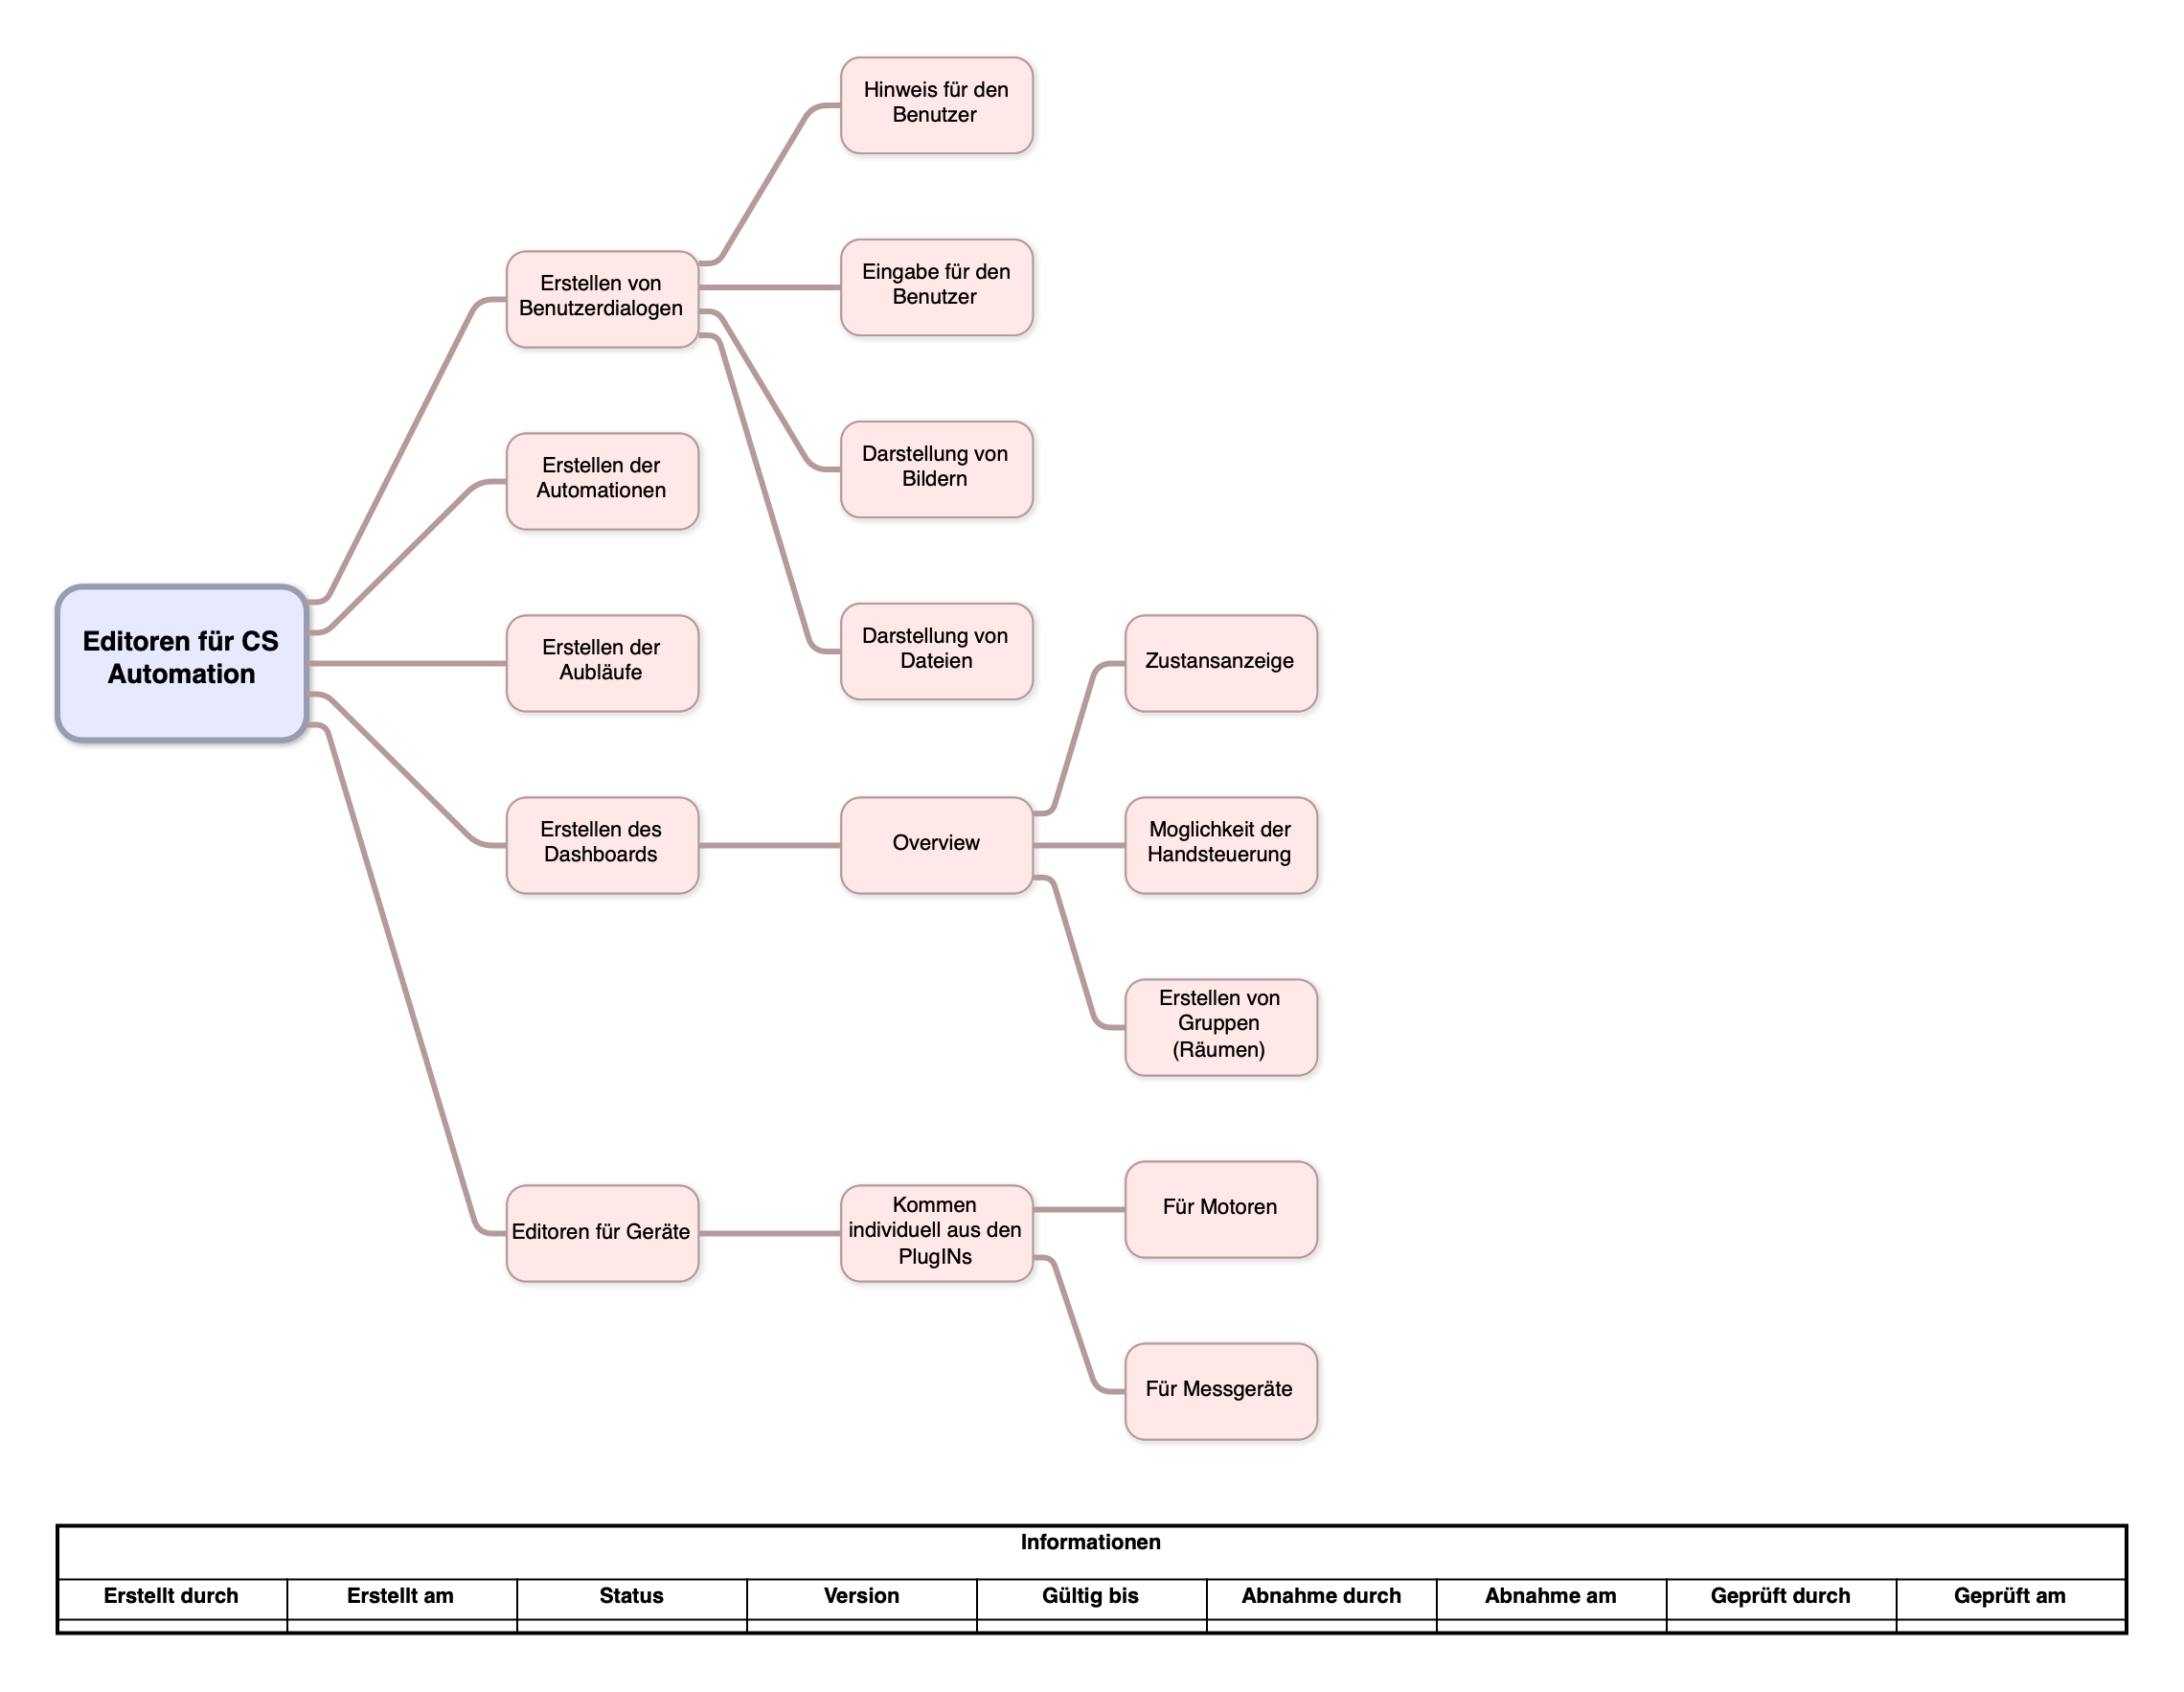 Hinweis für den
Benutzer
Eingabe für den
Benutzer
Erstellen von
Benutzerdialogen
Darstellung von
Bildern
Erstellen der
Automationen
Darstellung von
Dateien
Editoren für CS
Automation
Erstellen der
Aubläufe
Zustansanzeige
Erstellen des
Dashboards
Overview
Moglichkeit der
Handsteuerung
Erstellen von
Gruppen
(Räumen)
Editoren für Geräte
Kommen
individuell aus den
PlugINs
Für Motoren
Für Messgeräte
Informationen
Erstellt durch Erstellt am Status Version Gültig bis Abnahme durch Abnahme am Geprüft durch Geprüft am